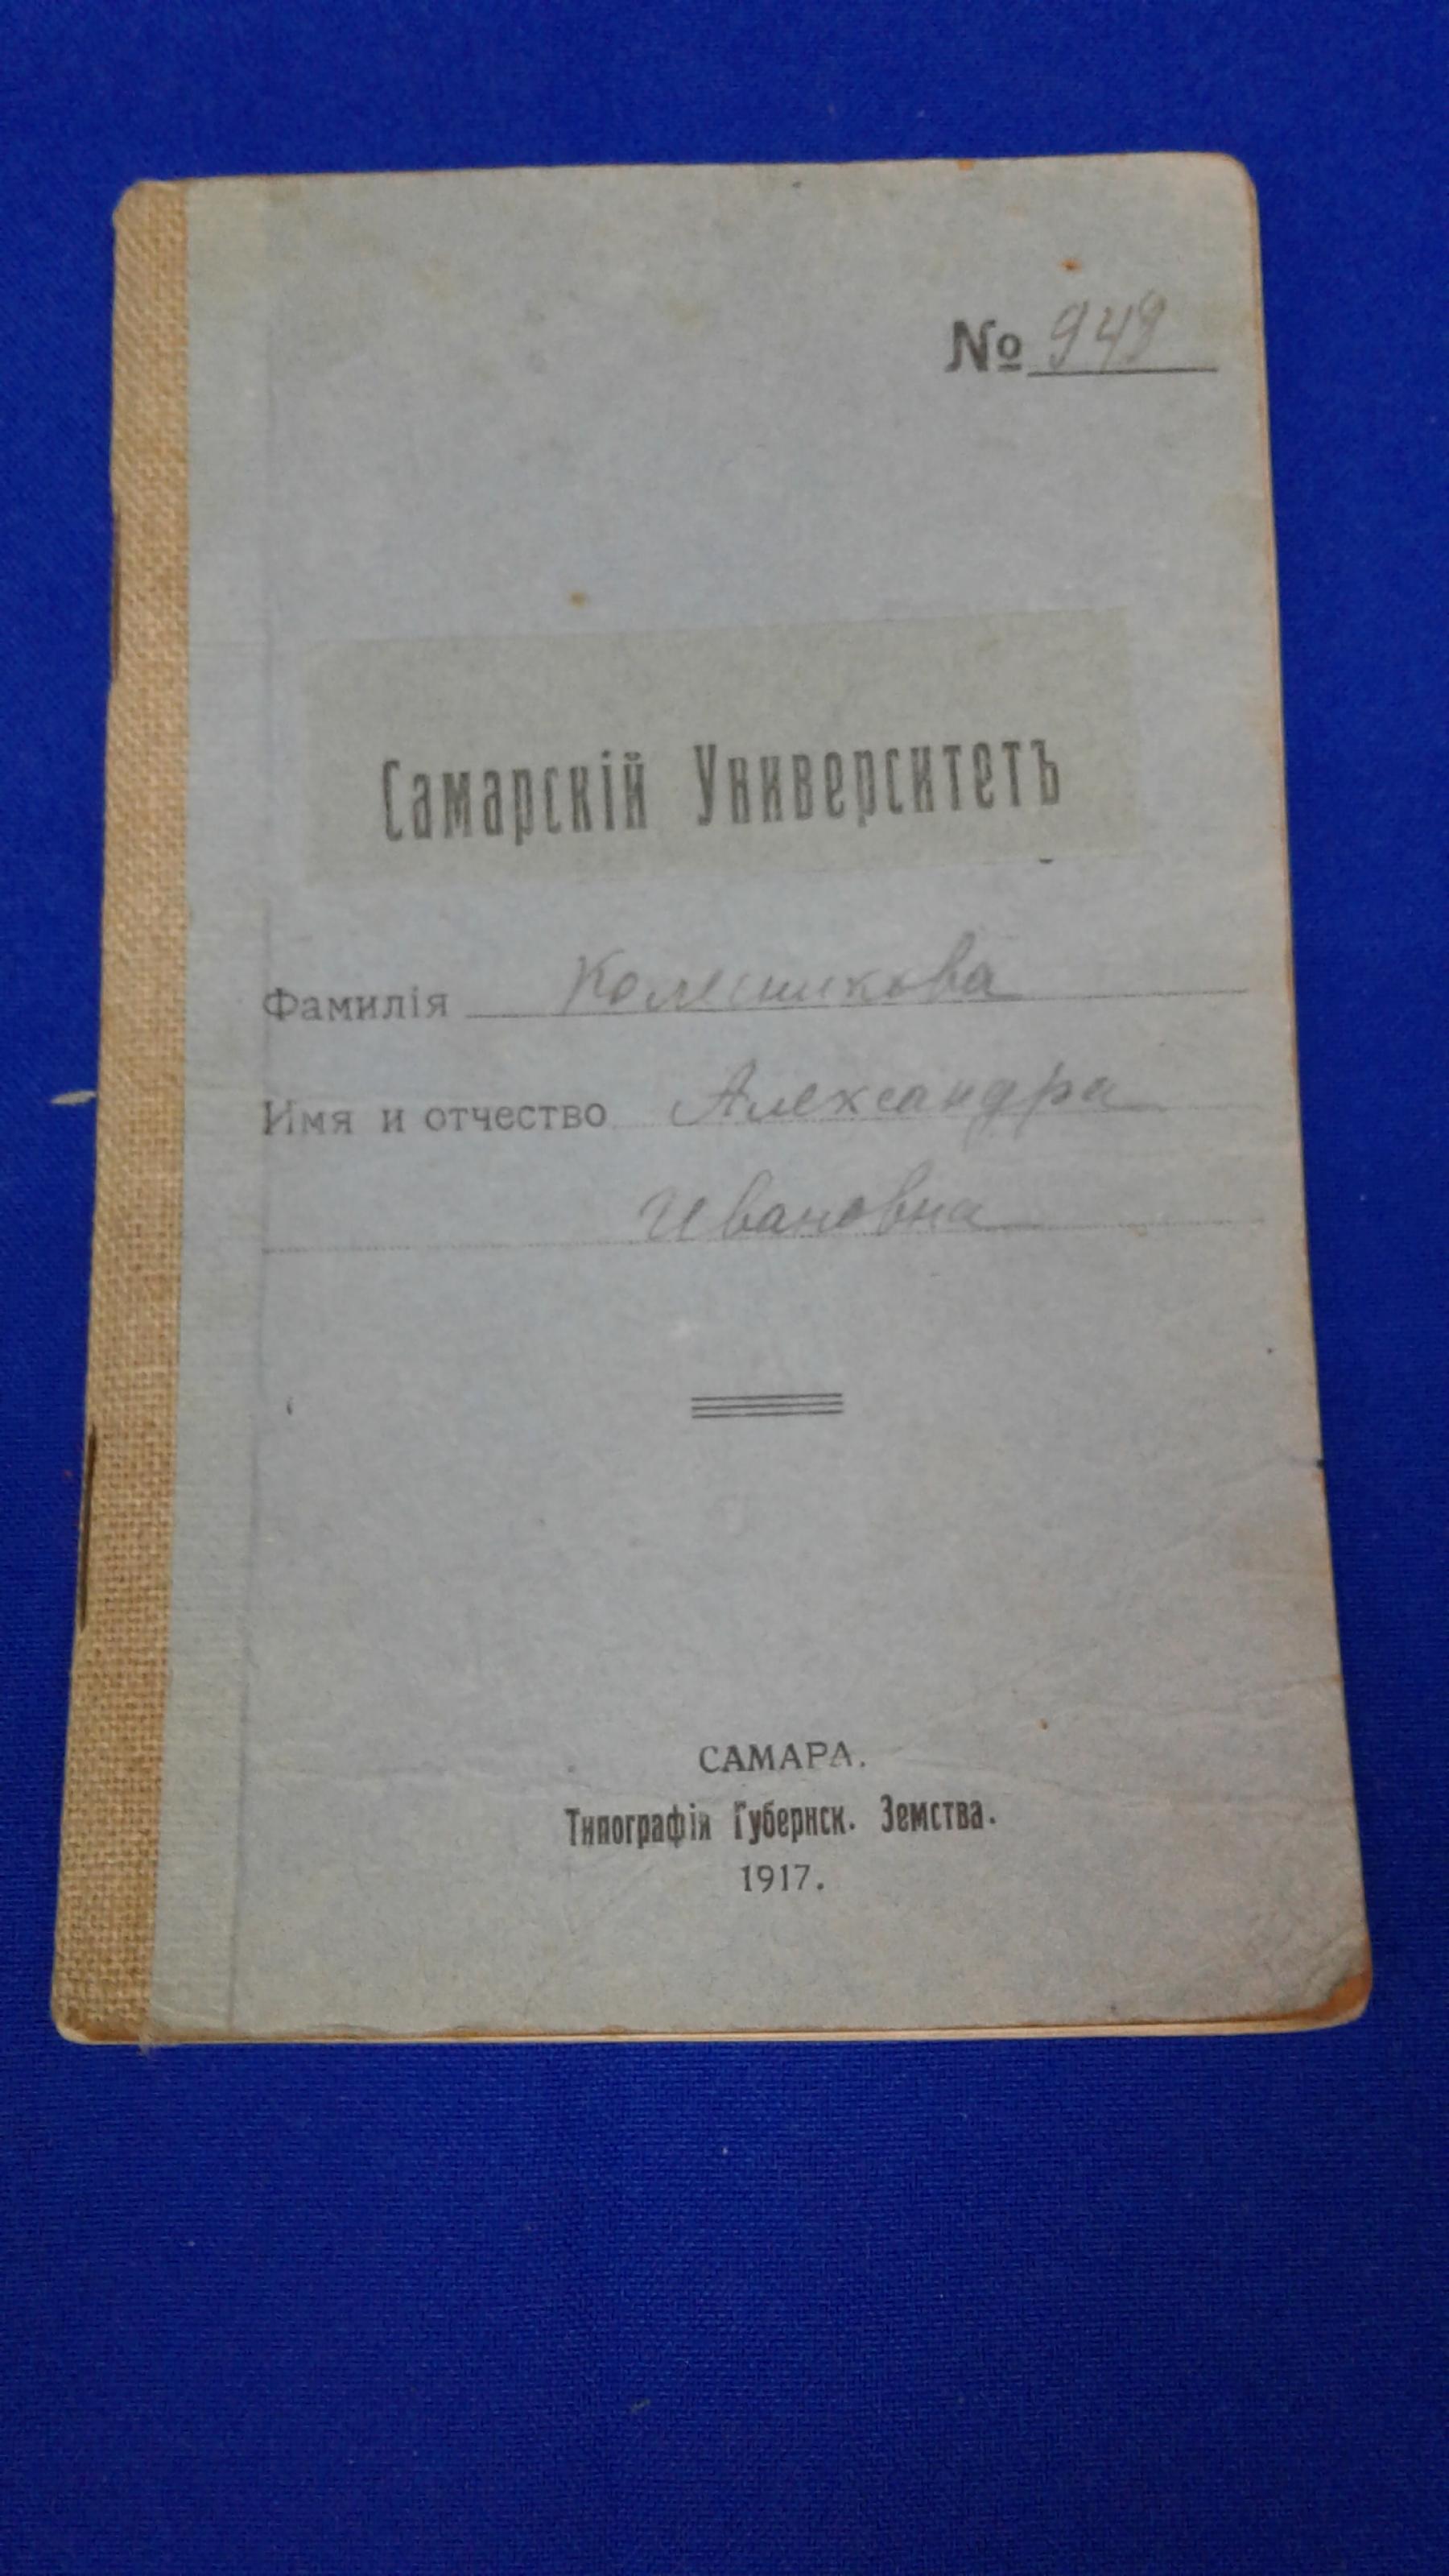 № 949
Самарскій Университетъ
Фамилія Колесникова
Имя и отчество Александра
Ивановна
САМАРА.
Типографія Губернск. Земства.
1917.